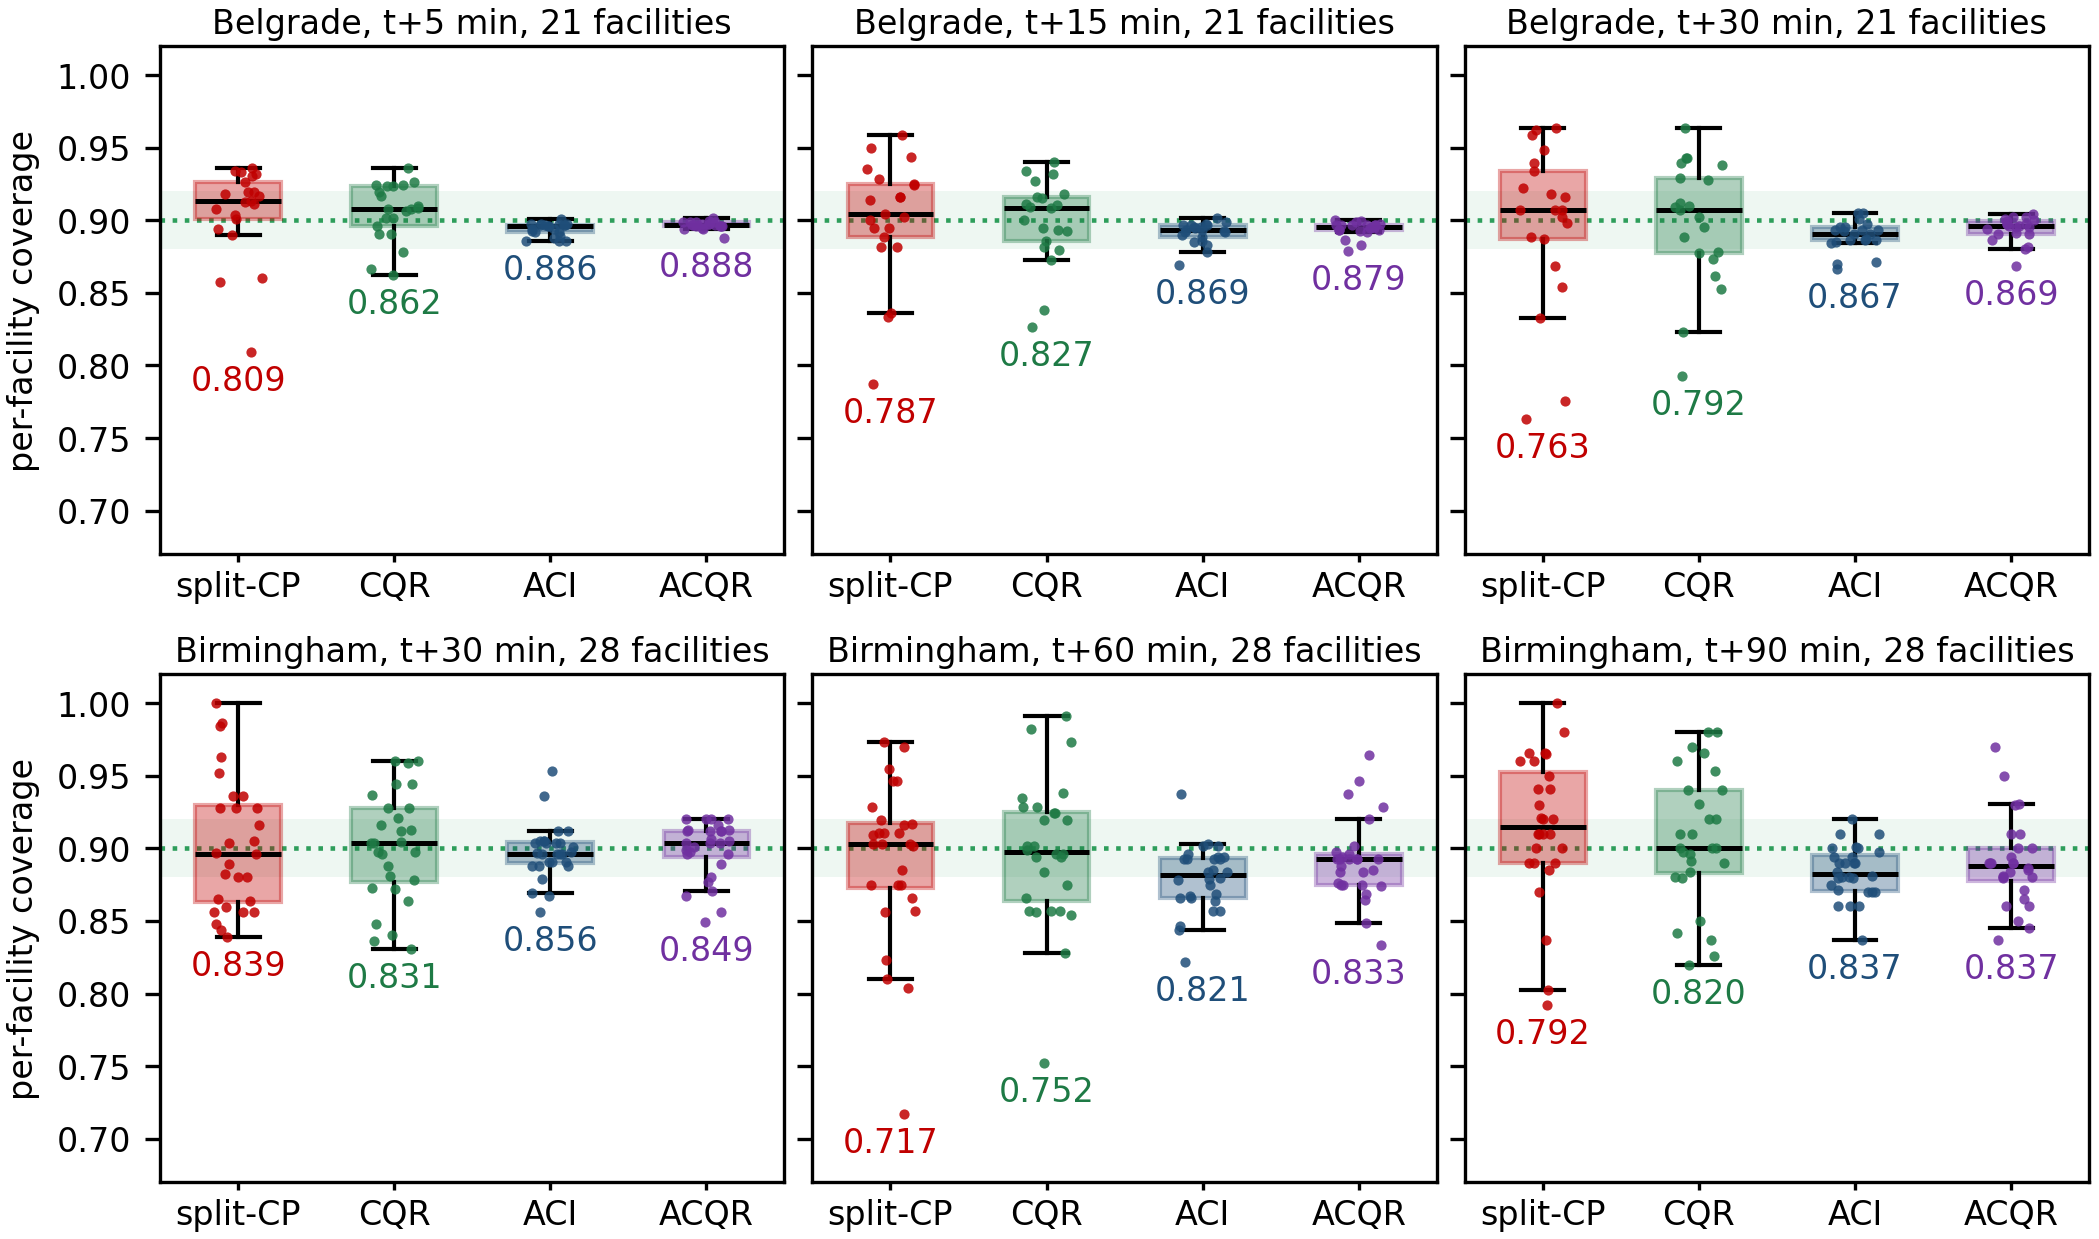 Belgrade, t+5 min, 21 facilities
Belgrade, t+15 min, 21 facilities
Belgrade, t+30 min, 21 facilities
per-facility coverage
1.00
0.95
0.90
0.85
0.80
0.75
0.70
0.809
0.862
0.886
0.888
0.787
0.827
0.869
0.879
0.763
0.792
0.867
0.869
split-CP CQR ACI ACQR
split-CP CQR ACI ACQR
split-CP CQR ACI ACQR
Birmingham, t+30 min, 28 facilities
Birmingham, t+60 min, 28 facilities
Birmingham, t+90 min, 28 facilities
per-facility coverage
1.00
0.95
0.90
0.85
0.80
0.75
0.70
0.839
0.831
0.856
0.849
0.717
0.752
0.821
0.833
0.792
0.820
0.837
0.837
split-CP CQR ACI ACQR
split-CP CQR ACI ACQR
split-CP CQR ACI ACQR